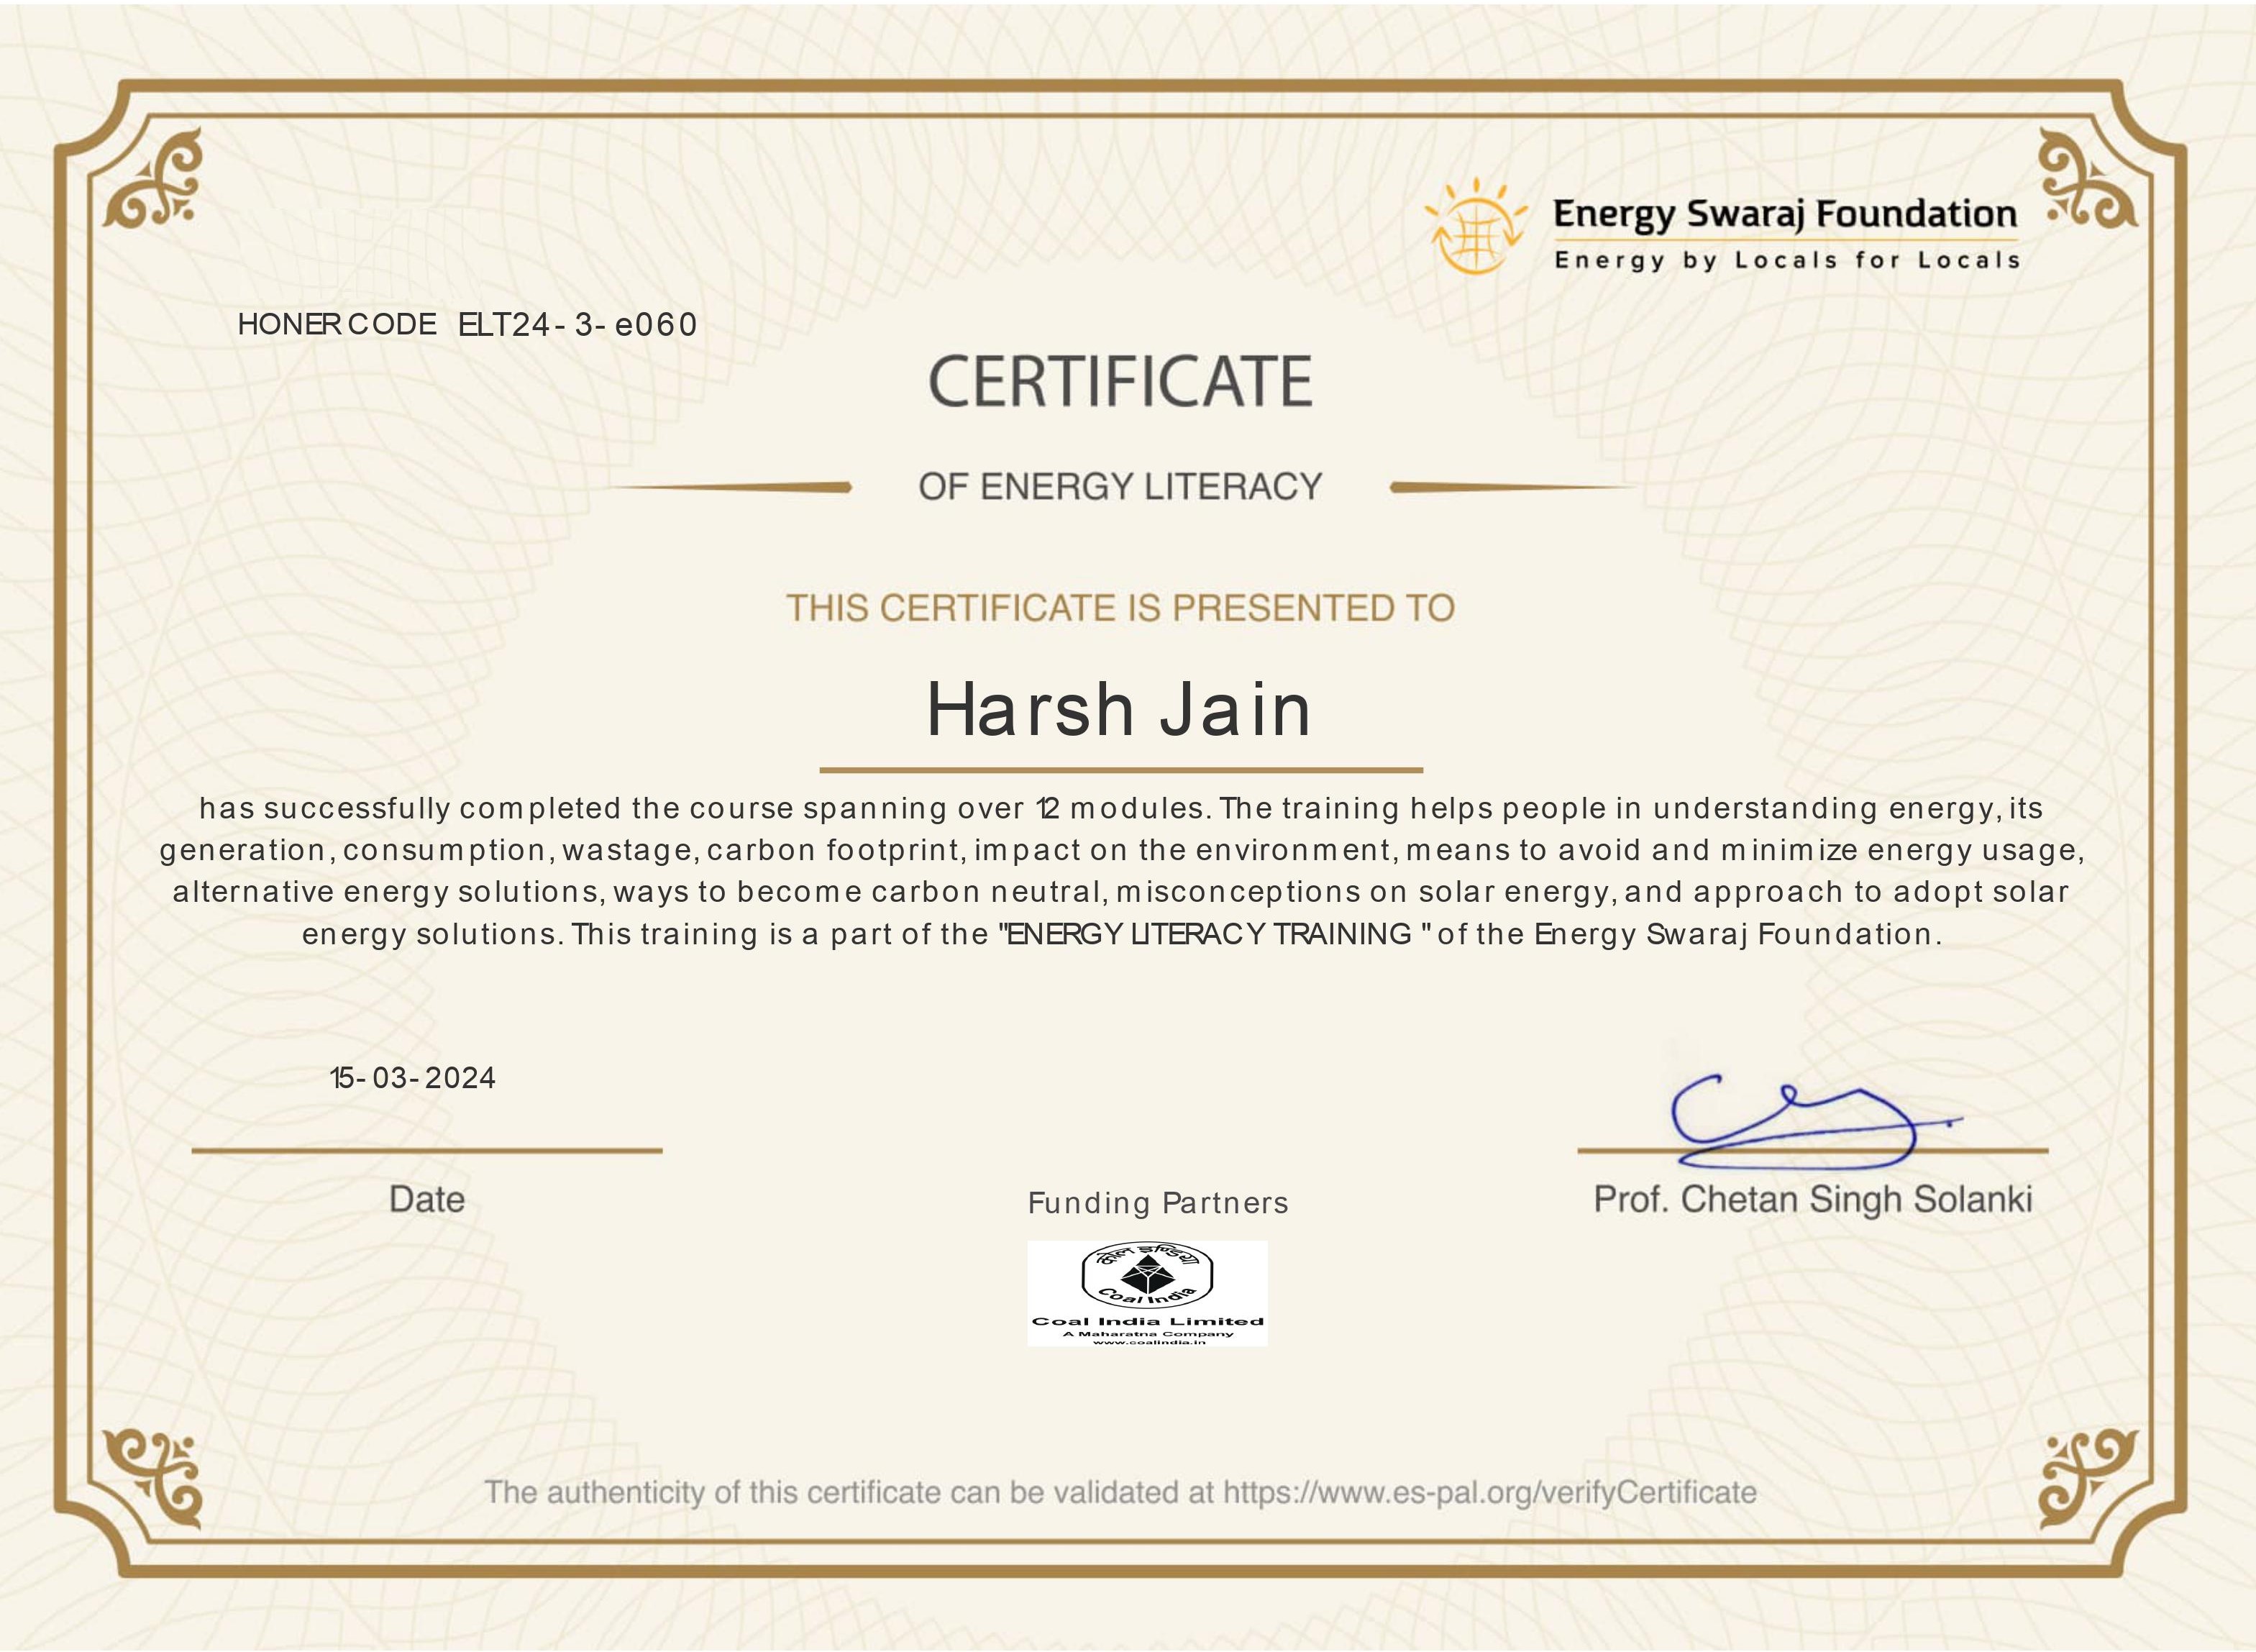 Energy Swaraj Foundation
Energy by Locals for Locals
HONER CODE ELT24-3-e060
CERTIFICATE
OF ENERGY LITERACY
THIS CERTIFICATE IS PRESENTED TO
Harsh Jain
has successfully completed the course spanning over 12 modules. The training helps people in understanding energy, its
generation, consumption, wastage, carbon footprint, impact on the environment, means to avoid and minimize energy usage,
alternative energy solutions, ways to become carbon neutral, misconceptions on solar energy, and approach to adopt solar
energy solutions. This training is a part of the "ENERGY LITERACY TRAINING " of the Energy Swaraj Foundation.
15-03-2024
Date
Funding Partners
Prof. Chetan Singh Solanki
कोल इण्डिया
Coal India
Coal India Limited
A Maharatna Company
www.coalindia.in
The authenticity of this certificate can be validated at https://www.es-pal.org/verifyCertificate